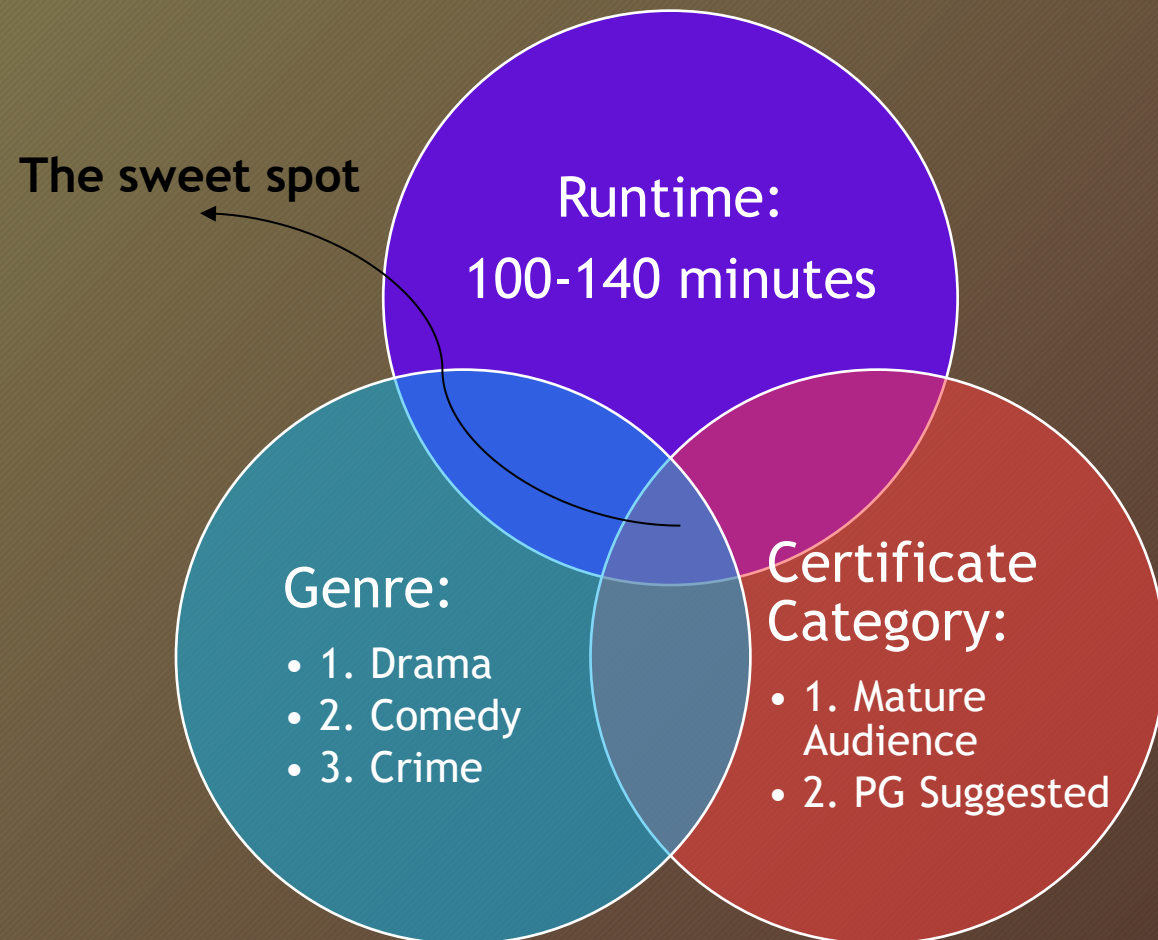 The sweet spot
Runtime:
100-140 minutes
Genre:
• 1. Drama
• 2. Comedy
• 3. Crime
Certificate
Category:
• 1. Mature
Audience
• 2. PG Suggested